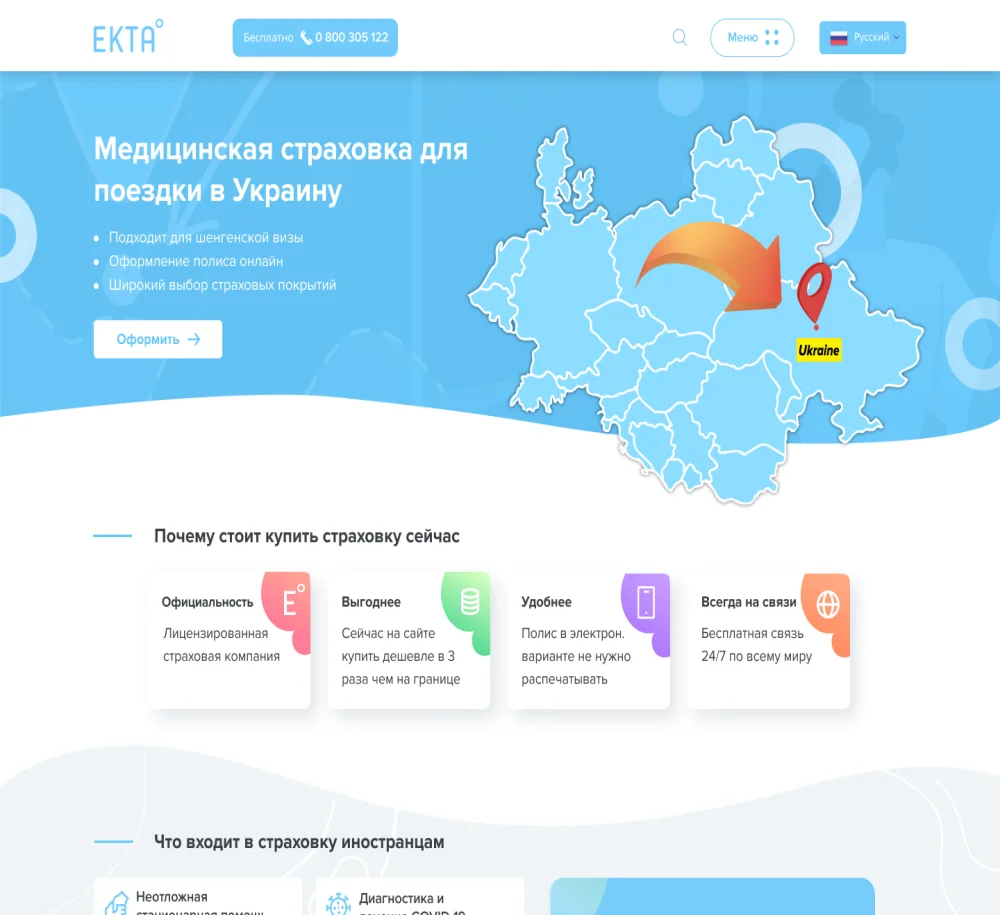 EKTA°
Бесплатно 0 800 305 122
Меню
Русский
Медицинская страховка для
поездки в Украину
Подходит для шенгенской визы
Оформление полиса онлайн
Широкий выбор страховых покрытий
Оформить
Ukraine
Почему стоит купить страховку сейчас
Официальность
Лицензированная
страховая компания
E°
Выгоднее
Сейчас на сайте
купить дешевле в 3
раза чем на границе
Удобнее
Полис в электрон.
варианте не нужно
распечатывать
Всегда на связи
Бесплатная связь
24/7 по всему миру
Что входит в страховку иностранцам
Неотложная
стационарная помощь
Диагностика и
лечение COVID-19